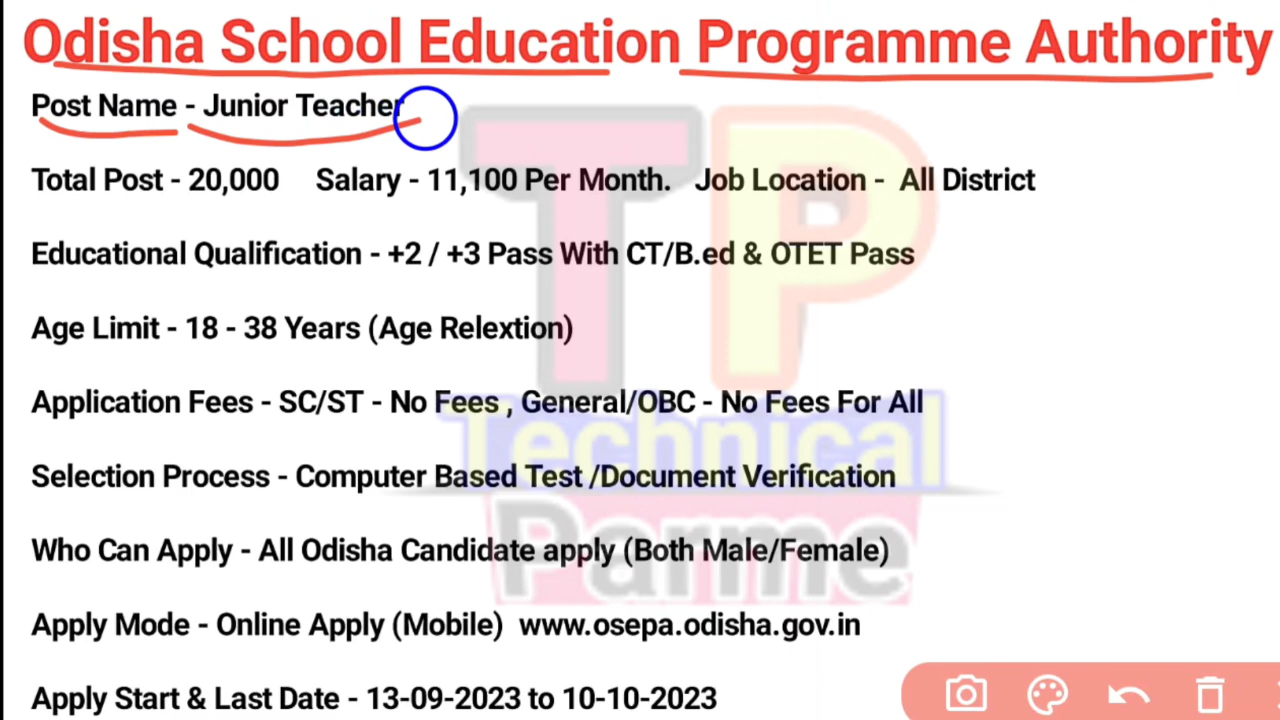 Odisha School Education Programme Authority
Post Name - Junior Teacher
Total Post - 20,000 Salary - 11,100 Per Month. Job Location - All District
Educational Qualification - +2 / +3 Pass With CT/B.ed & OTET Pass
Age Limit - 18 - 38 Years (Age Relextion)
Application Fees - SC/ST - No Fees , General/OBC - No Fees For All
Selection Process - Computer Based Test /Document Verification
Who Can Apply - All Odisha Candidate apply (Both Male/Female)
Apply Mode - Online Apply (Mobile) www.osepa.odisha.gov.in
Apply Start & Last Date - 13-09-2023 to 10-10-2023
TP
Technical
Parme